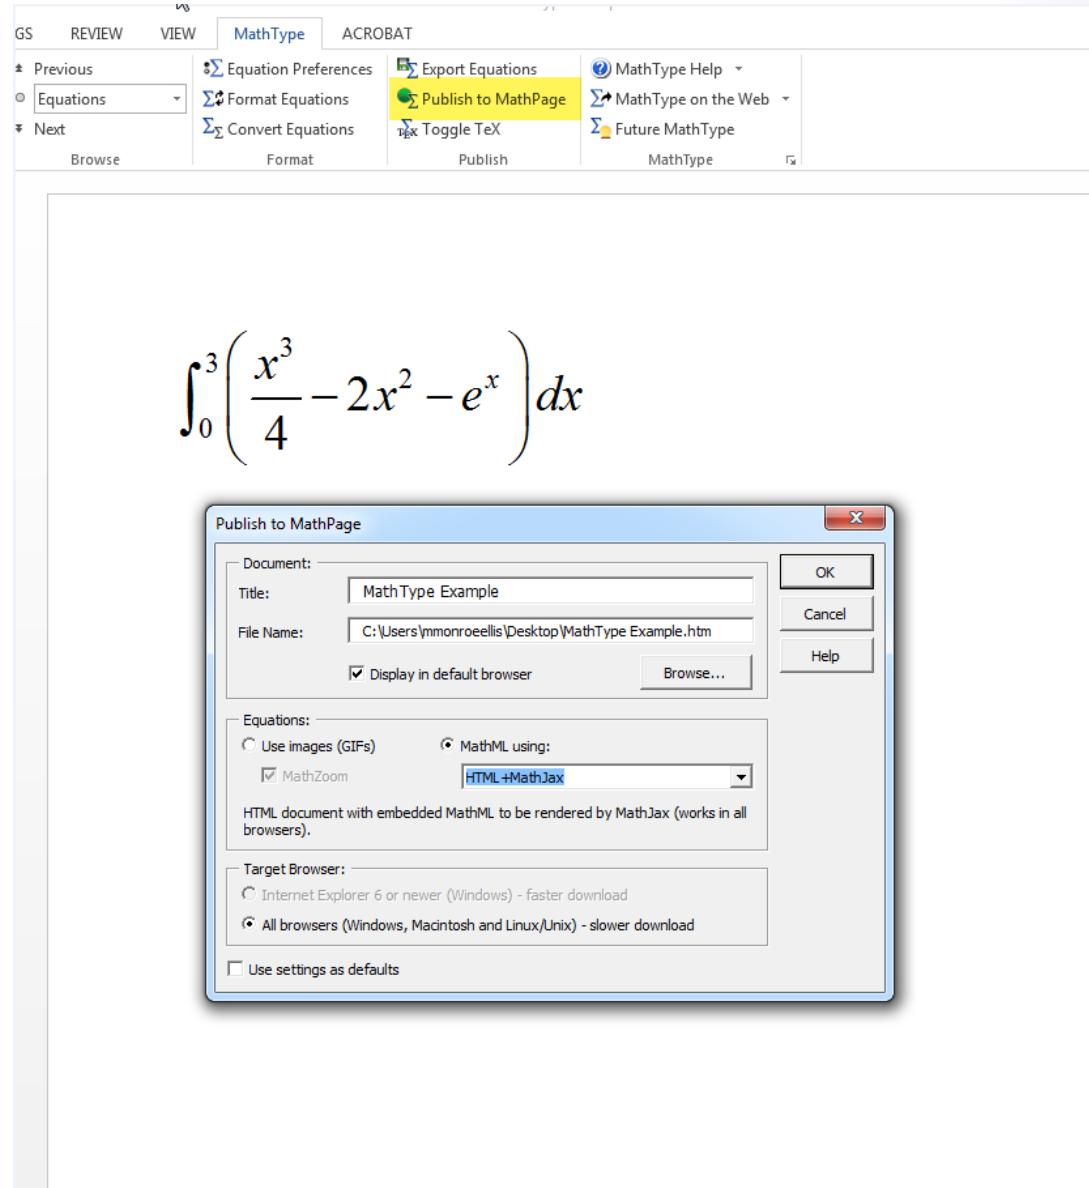 GS REVIEW VIEW MathType ACROBAT
Previous Equation Preferences Export Equations MathType Help
Equations Format Equations Publish to MathPage MathType on the Web
Next Convert Equations TEX Toggle TeX Future MathType
Browse Format Publish MathType
∫₀³(x³/4 − 2x² − eˣ)dx
Publish to MathPage
Document:
Title: MathType Example
File Name: C:\Users\mmonroeellis\Desktop\MathType Example.htm
Display in default browser Browse...
OK
Cancel
Help
Equations:
Use images (GIFs) MathML using:
MathZoom HTML+MathJax
HTML document with embedded MathML to be rendered by MathJax (works in all
browsers).
Target Browser:
Internet Explorer 6 or newer (Windows) - faster download
All browsers (Windows, Macintosh and Linux/Unix) - slower download
Use settings as defaults